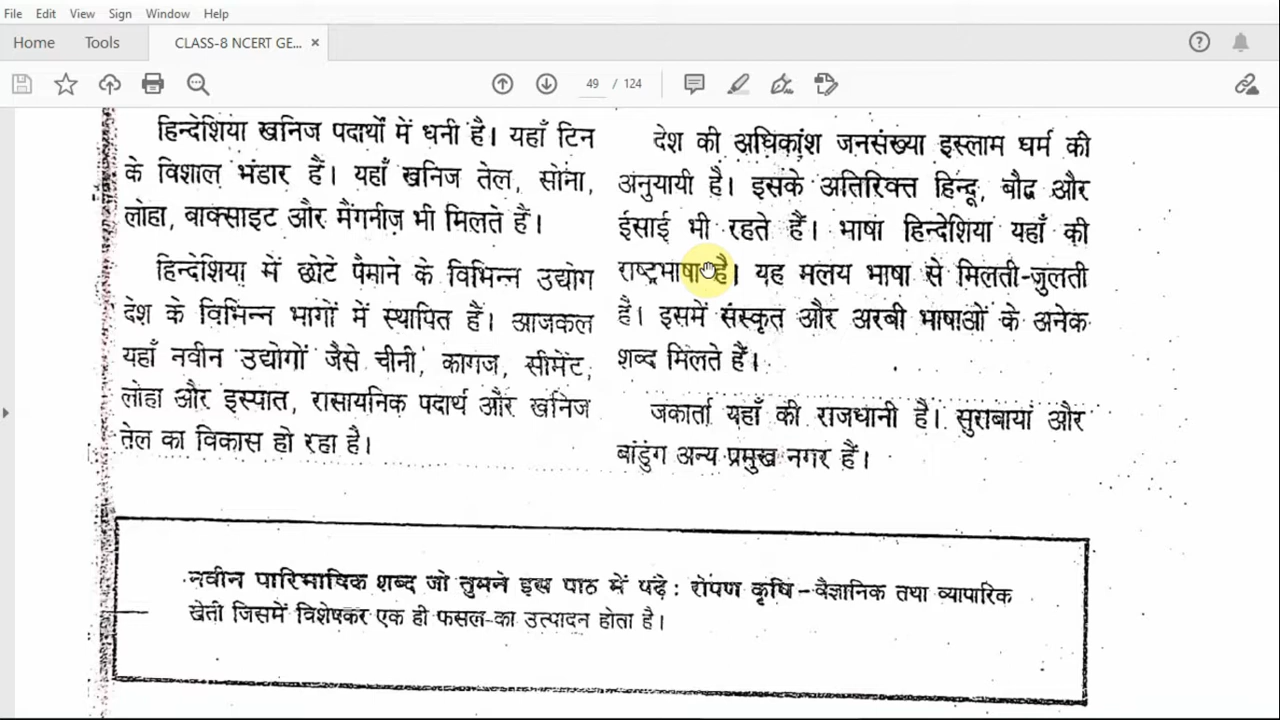 File Edit View Sign Window Help
Home Tools CLASS-8 NCERT GE... ×
49 / 124
हिन्देशिया खनिज पदार्थों में धनी है। यहाँ टिन
के विशाल भंडार हैं। यहाँ खनिज तेल, सोना,
लोहा, बाक्साइट और मैंगनीज़ भी मिलते हैं।
हिन्देशिया में छोटे पैमाने के विभिन्न उद्योग
देश के विभिन्न भागों में स्थापित है। आजकल
यहाँ नवीन उद्योगों जैसे चीनी, कागज, सीमेंट,
लोहा और इस्पात, रासायनिक पदार्थ और खनिज
तेल का विकास हो रहा है।
देश की अधिकांश जनसंख्या इस्लाम धर्म की
अनुयायी है। इसके अतिरिक्त हिन्दू, बौद्व और
ईसाई भी रहते हैं। भाषा हिन्देशिया यहाँ की
राष्ट्रभाषा है। यह मलय भाषा से मिलती-जुलती
है। इसमें संस्कृत और अरबी भाषाओं के अनेक
शब्द मिलते हैं।
जकार्ता यहाँ की राजधानी है। सुराबाया और
बांडुंग अन्य प्रमुख नगर हैं।
नवीन पारिभाषिक शब्द जो तुमने इस पाठ में पढ़े : रोपण कृषि – वैज्ञानिक तथा व्यापारिक
खेती जिसमें विशेषकर एक ही फसल का उत्पादन होता है।